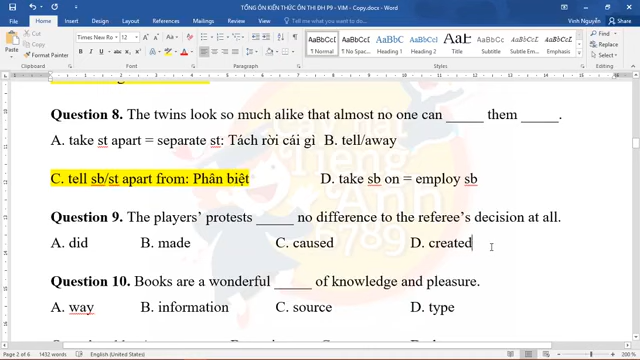 TỔNG ÔN KIẾN THỨC ÔN THI ĐH P9 - VIM - Copy.docx - Word
Vinh Nguyễn
File Home Insert Design Layout References Mailings Review View Tell me what you want to do...
Share
Paste
Times New Ro 12
AaBbCcDc AaBbCcDc AaBbCc AaBbCcD AaB AaBbCcC AaBbCcDc
¶ Normal ¶ No Spac... Heading 1 Heading 2 Title Subtitle Subtle Em...
Find
Replace
Select
Clipboard Font Paragraph Styles Editing
Question 8. The twins look so much alike that almost no one can _____ them _____.
A. take st apart = separate st: Tách rời cái gì B. tell/away
C. tell sb/st apart from: Phân biệt D. take sb on = employ sb
Question 9. The players' protests _____ no difference to the referee's decision at all.
A. did B. made C. caused D. created
Question 10. Books are a wonderful _____ of knowledge and pleasure.
A. way B. information C. source D. type
Page 2 of 6 1432 words English (United States) 200 %